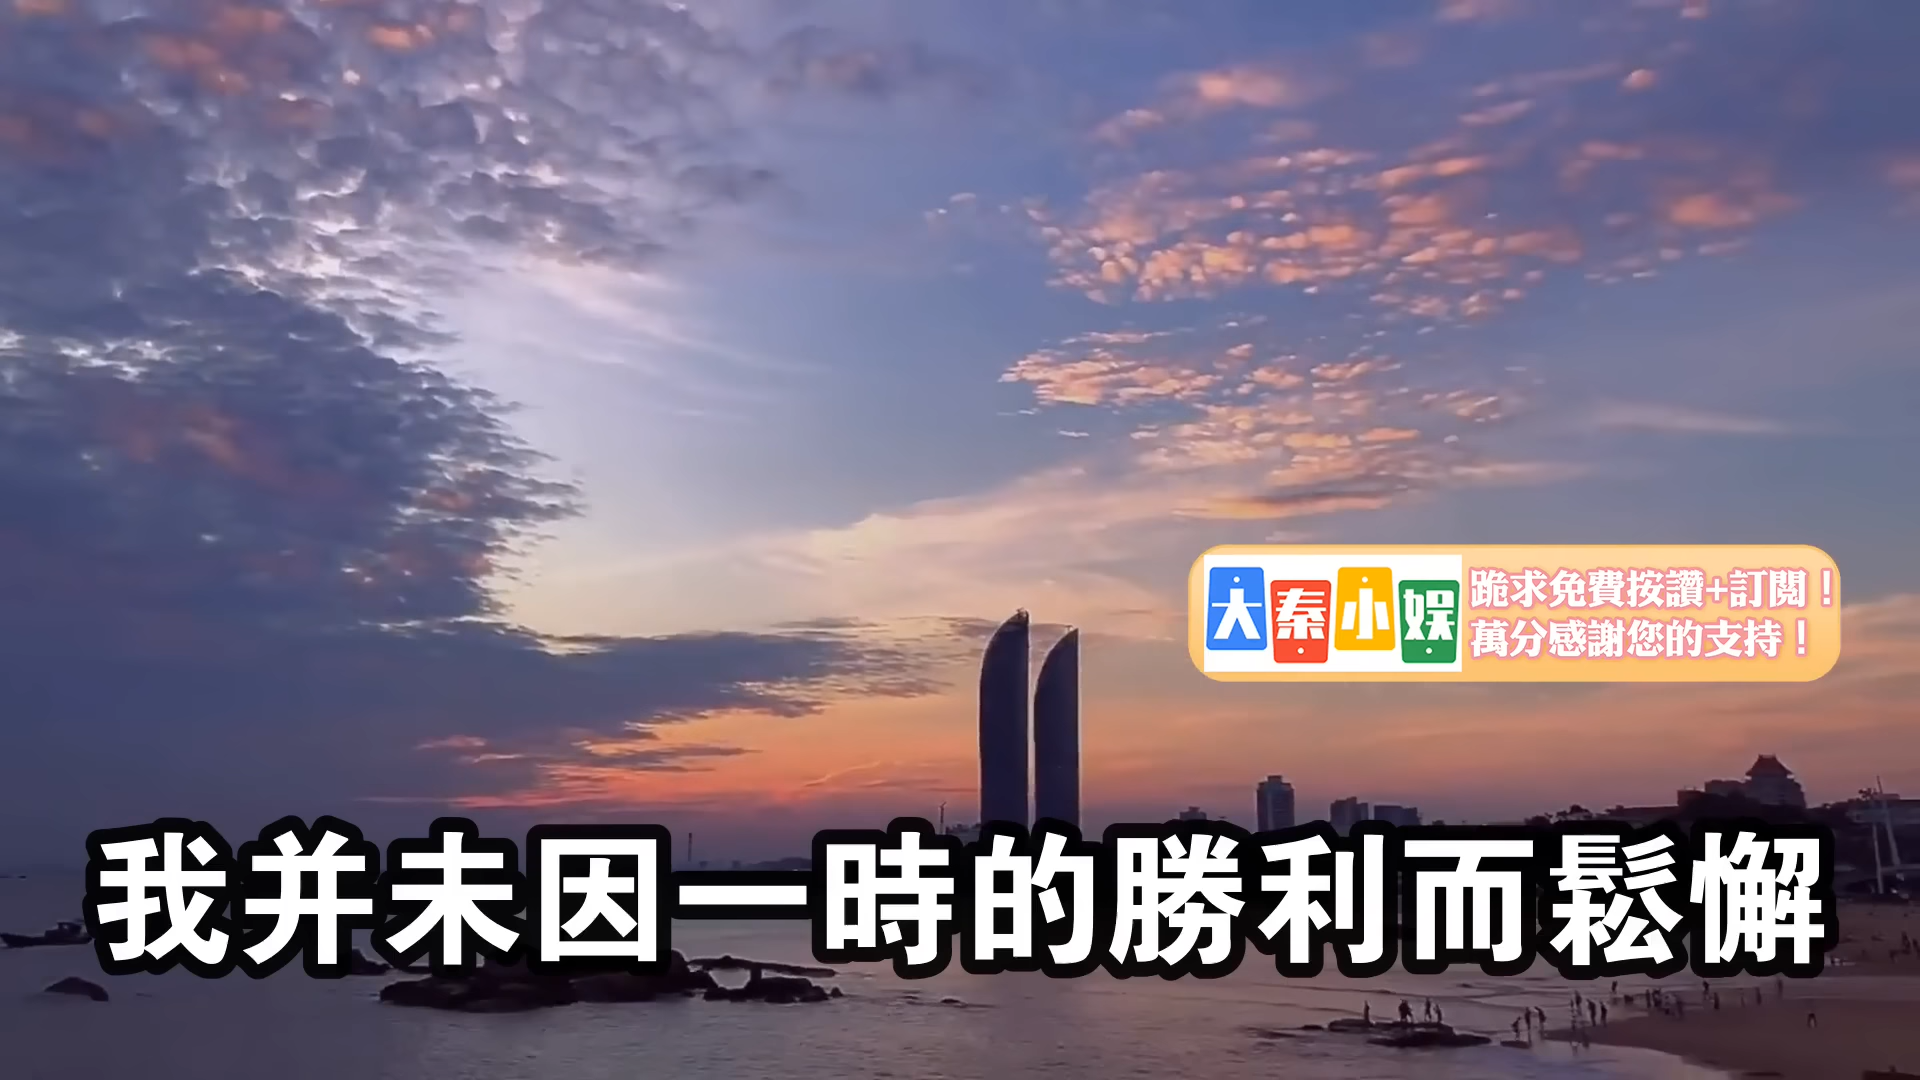 大秦小娱
跪求免費按讚+訂閱！
萬分感謝您的支持！
我并未因一時的勝利而鬆懈